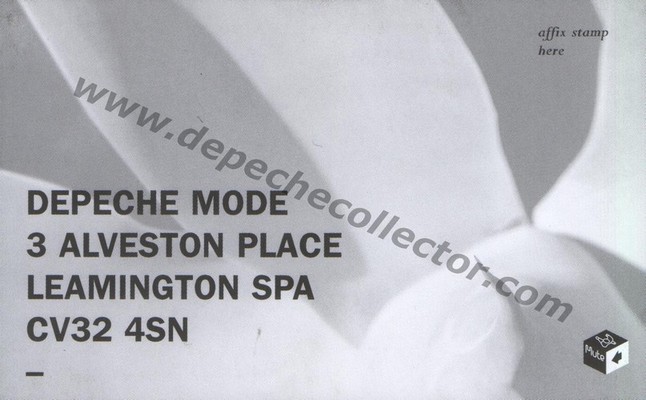 affix stamp
here
www.depechecollector.com
DEPECHE MODE
3 ALVESTON PLACE
LEAMINGTON SPA
CV32 4SN
–
Mute